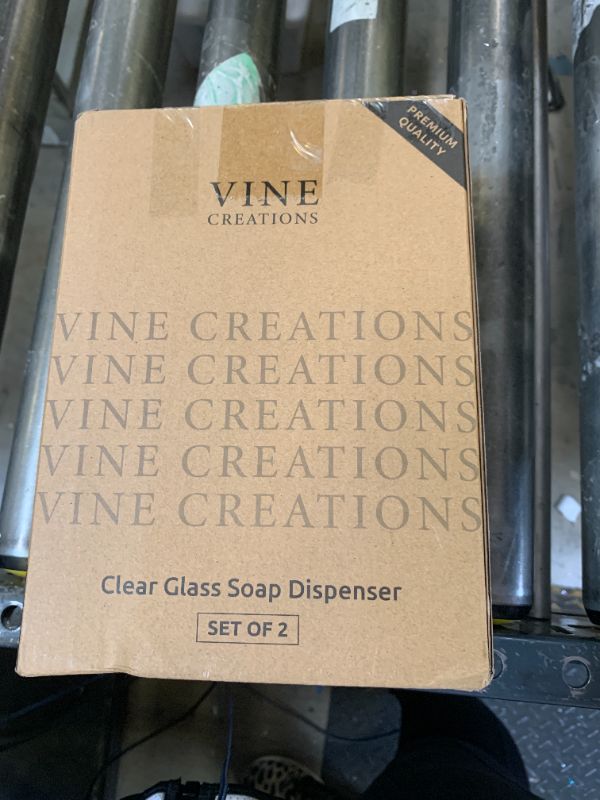 PREMIUM
QUALITY
VINE
CREATIONS
VINE CREATIONS
VINE CREATIONS
VINE CREATIONS
VINE CREATIONS
VINE CREATIONS
Clear Glass Soap Dispenser
SET OF 2